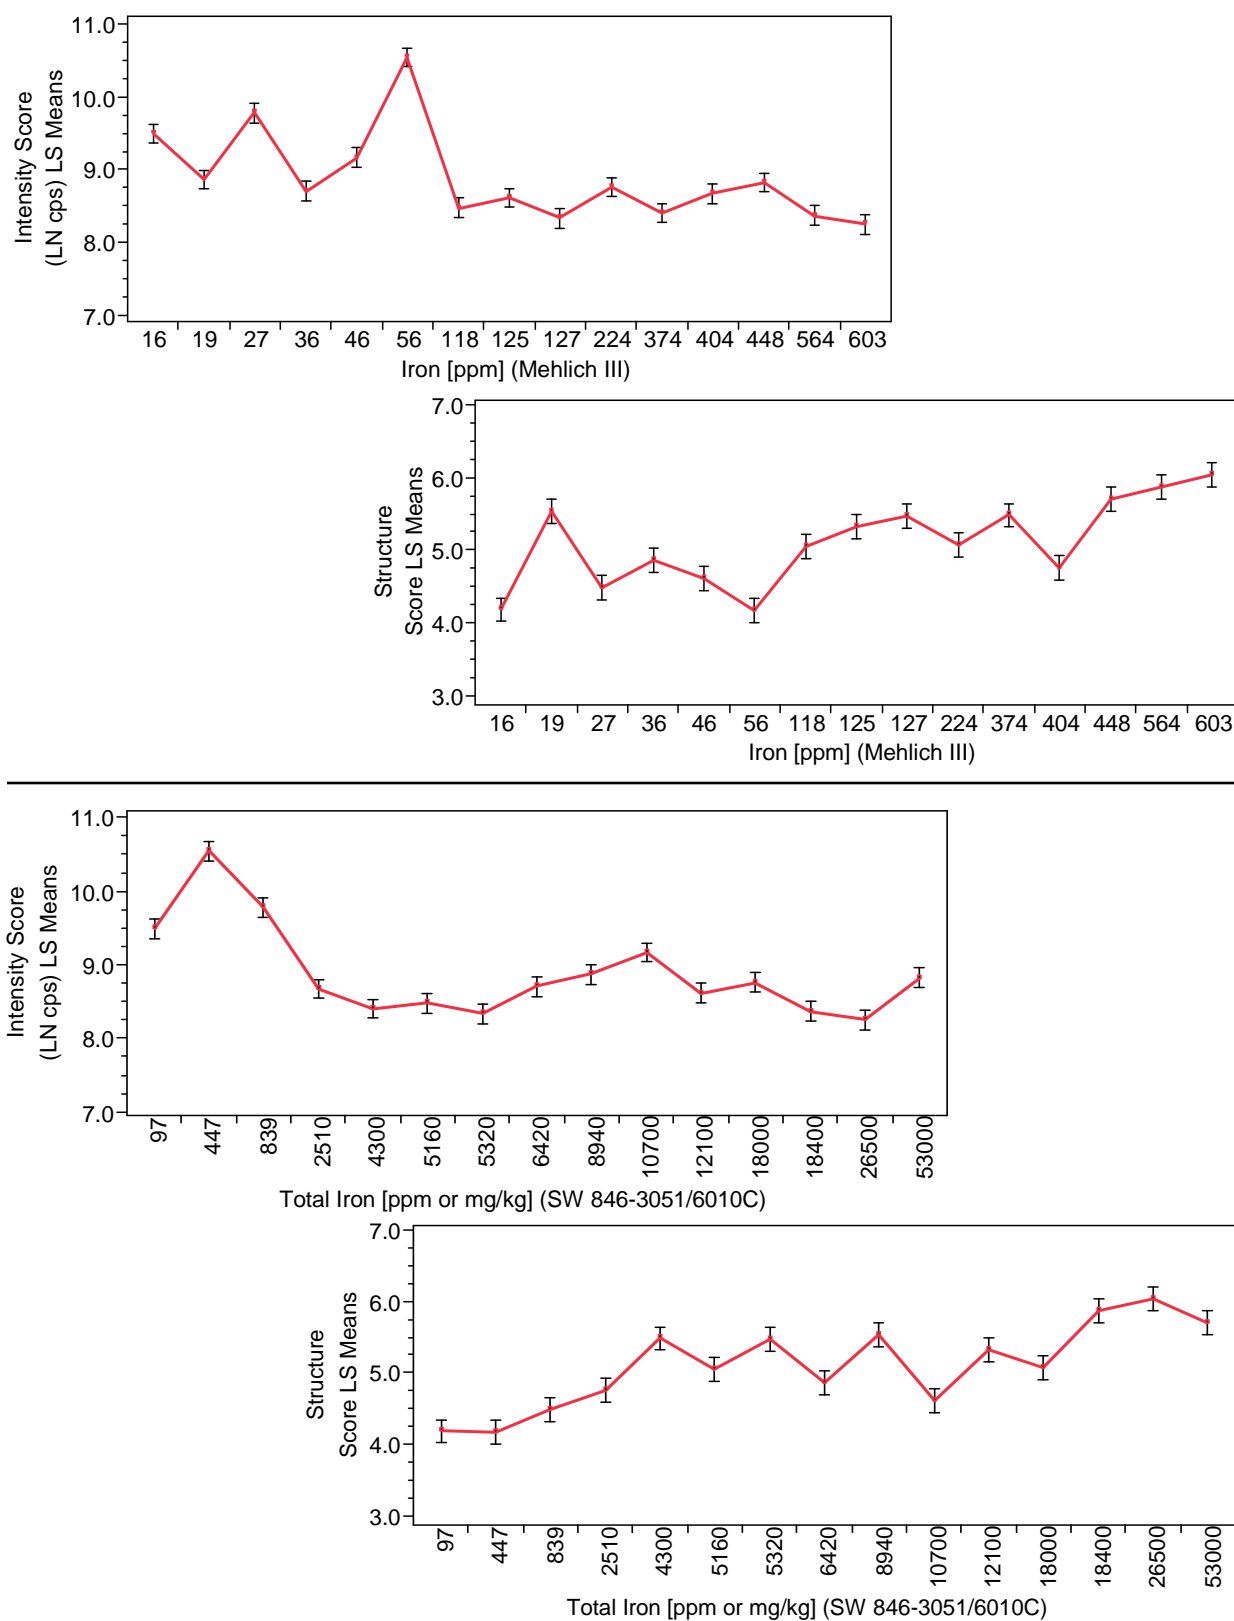 11.0
10.0
9.0
8.0
7.0
Intensity Score
(LN cps) LS Means
16 19 27 36 46 56 118 125 127 224 374 404 448 564 603
Iron [ppm] (Mehlich III)
7.0
6.0
5.0
4.0
3.0
Structure
Score LS Means
16 19 27 36 46 56 118 125 127 224 374 404 448 564 603
Iron [ppm] (Mehlich III)
11.0
10.0
9.0
8.0
7.0
Intensity Score
(LN cps) LS Means
97 447 839 2510 4300 5160 5320 6420 8940 10700 12100 18000 18400 26500 53000
Total Iron [ppm or mg/kg] (SW 846-3051/6010C)
7.0
6.0
5.0
4.0
3.0
Structure
Score LS Means
97 447 839 2510 4300 5160 5320 6420 8940 10700 12100 18000 18400 26500 53000
Total Iron [ppm or mg/kg] (SW 846-3051/6010C)